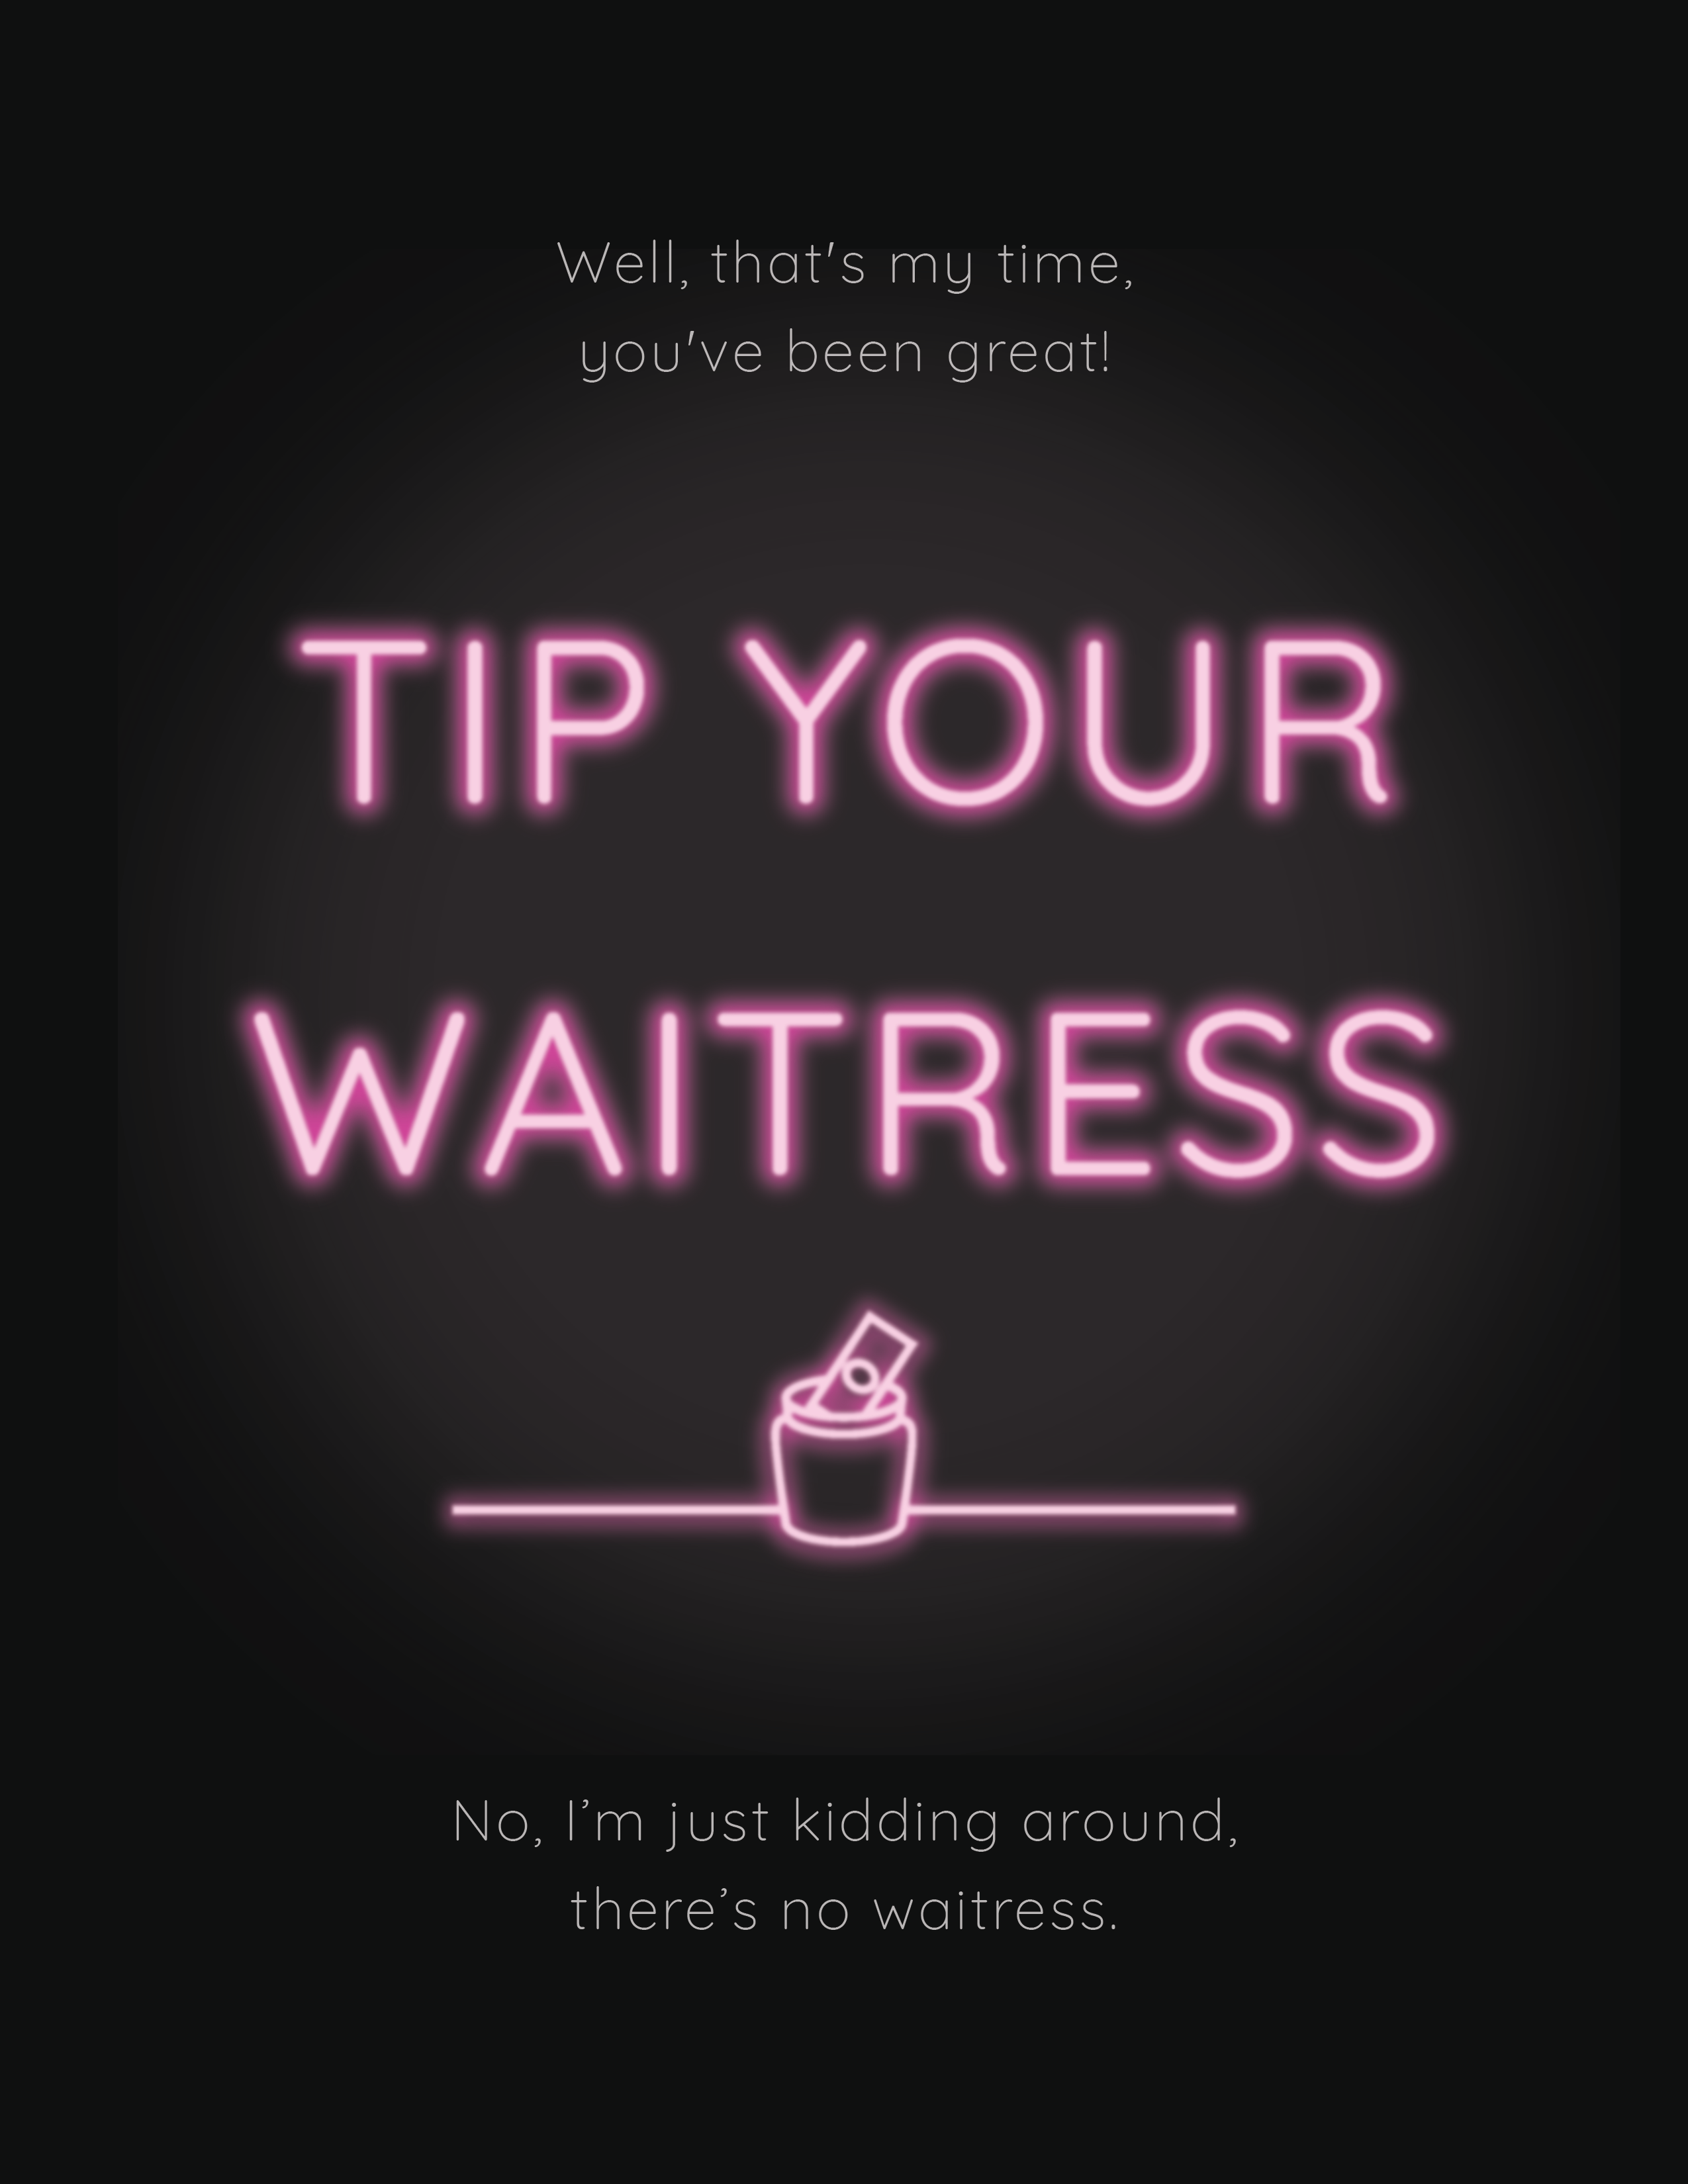 Well, that's my time,
you've been great!
TIP YOUR
WAITRESS
No, I’m just kidding around,
there’s no waitress.